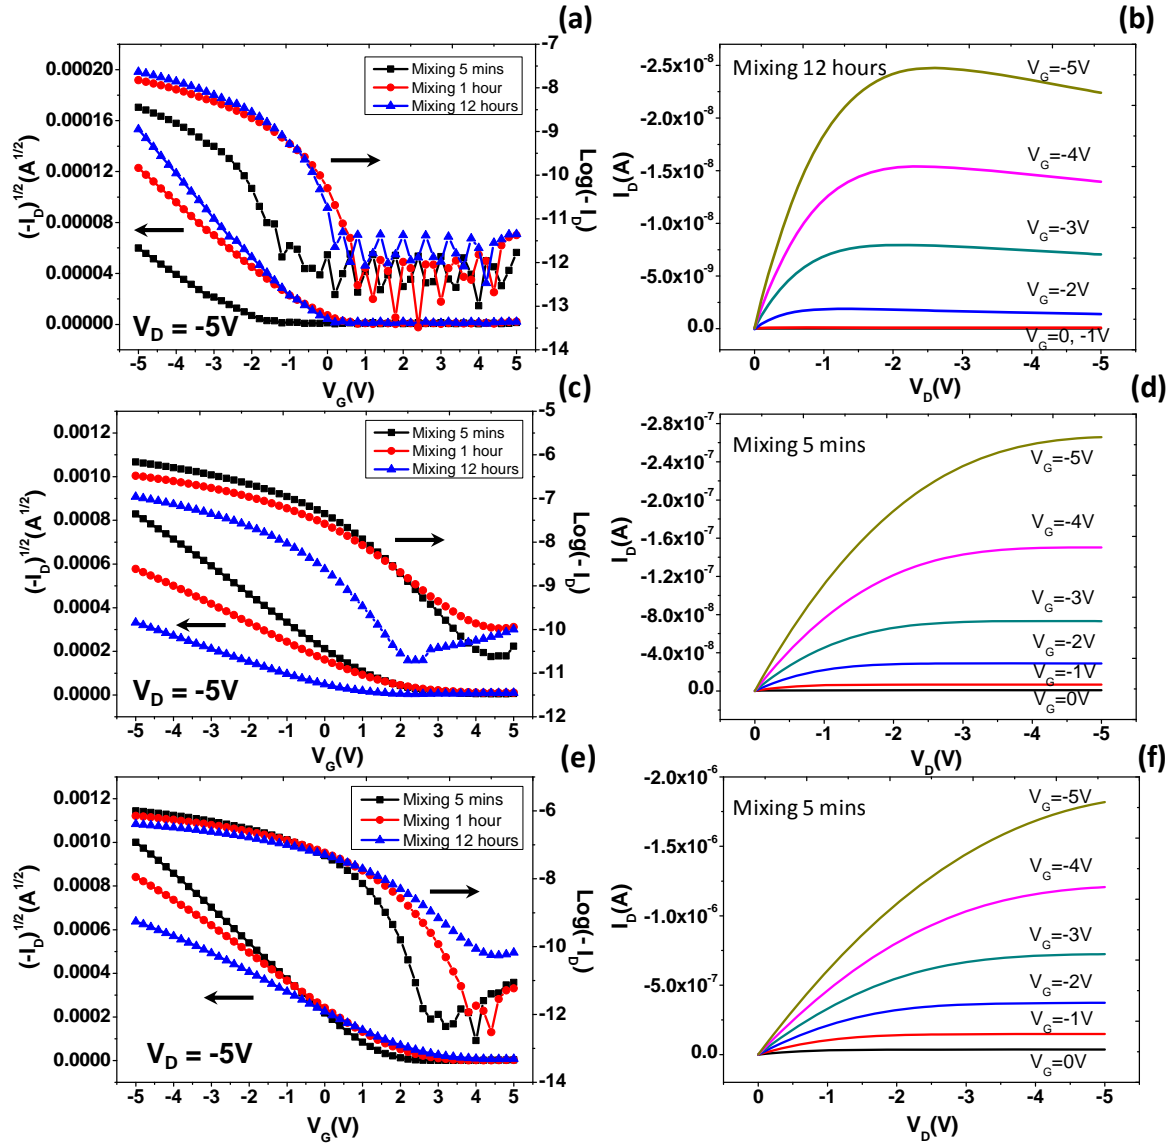 (a)
(-I_D)^1/2(A^1/2)
0.00020
0.00016
0.00012
0.00008
0.00004
0.00000
-7
-8
-9
-10
-11
-12
-13
-14
Log(-I_D)
Mixing 5 mins
Mixing 1 hour
Mixing 12 hours
V_D = -5V
-5 -4 -3 -2 -1 0 1 2 3 4 5
V_G(V)
(b)
Mixing 12 hours
I_D(A)
-2.5x10^-8
-2.0x10^-8
-1.5x10^-8
-1.0x10^-8
-5.0x10^-9
0.0
V_G=-5V
V_G=-4V
V_G=-3V
V_G=-2V
V_G=0, -1V
0 -1 -2 -3 -4 -5
V_D(V)
(c)
(-I_D)^1/2(A^1/2)
0.0012
0.0010
0.0008
0.0006
0.0004
0.0002
0.0000
-5
-6
-7
-8
-9
-10
-11
-12
Log(-I_D)
Mixing 5 mins
Mixing 1 hour
Mixing 12 hours
V_D = -5V
-5 -4 -3 -2 -1 0 1 2 3 4 5
V_G(V)
(d)
Mixing 5 mins
I_D(A)
-2.8x10^-7
-2.4x10^-7
-2.0x10^-7
-1.6x10^-7
-1.2x10^-7
-8.0x10^-8
-4.0x10^-8
0.0
V_G=-5V
V_G=-4V
V_G=-3V
V_G=-2V
V_G=-1V
V_G=0V
0 -1 -2 -3 -4 -5
V_D(V)
(e)
(-I_D)^1/2(A^1/2)
0.0012
0.0010
0.0008
0.0006
0.0004
0.0002
0.0000
-6
-8
-10
-12
-14
Log(-I_D)
Mixing 5 mins
Mixing 1 hour
Mixing 12 hours
V_D = -5V
-5 -4 -3 -2 -1 0 1 2 3 4 5
V_G(V)
(f)
Mixing 5 mins
I_D(A)
-2.0x10^-6
-1.5x10^-6
-1.0x10^-6
-5.0x10^-7
0.0
V_G=-5V
V_G=-4V
V_G=-3V
V_G=-2V
V_G=-1V
V_G=0V
0 -1 -2 -3 -4 -5
V_D(V)